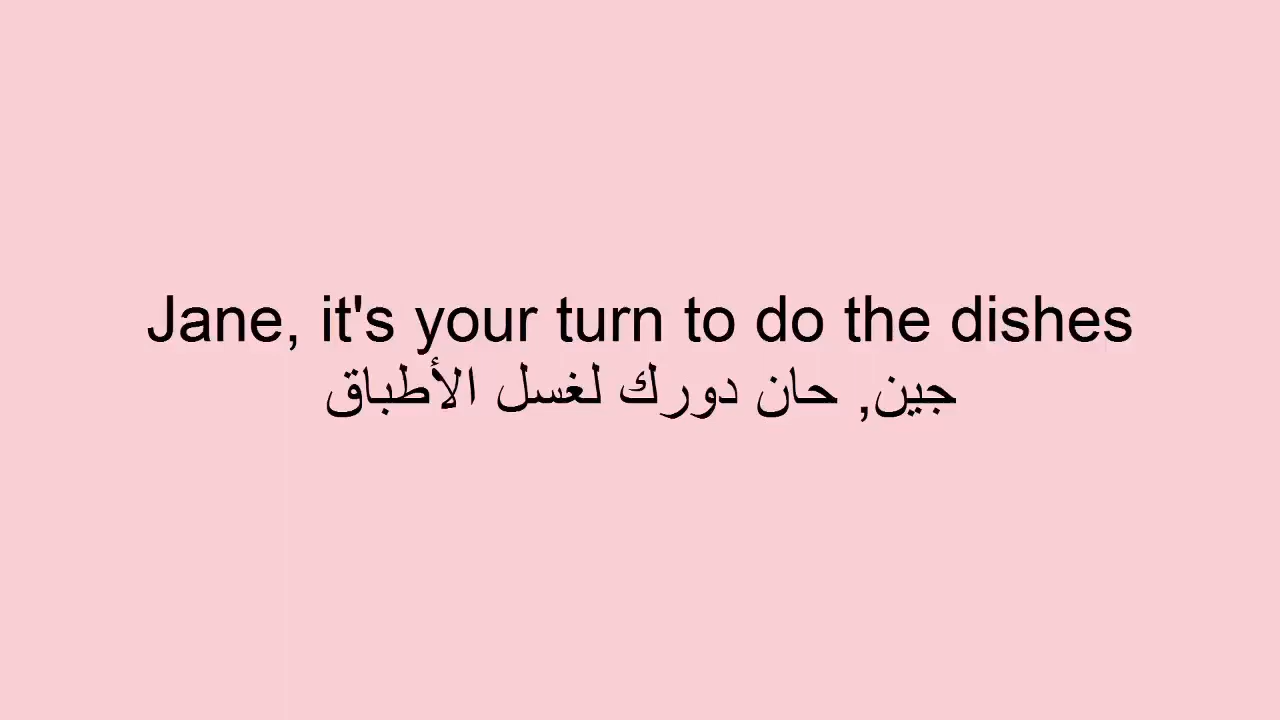 Jane, it's your turn to do the dishes
جين, حان دورك لغسل الأطباق